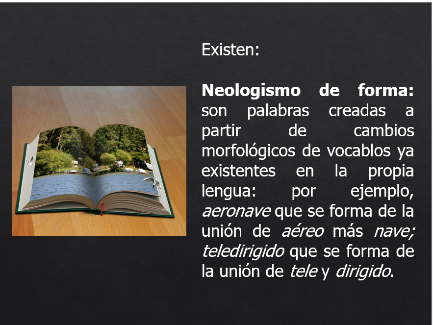 Existen:
Neologismo de forma:
son palabras creadas a
partir de cambios
morfológicos de vocablos ya
existentes en la propia
lengua: por ejemplo,
aeronave que se forma de la
unión de aéreo más nave;
teledirigido que se forma de
la unión de tele y dirigido.